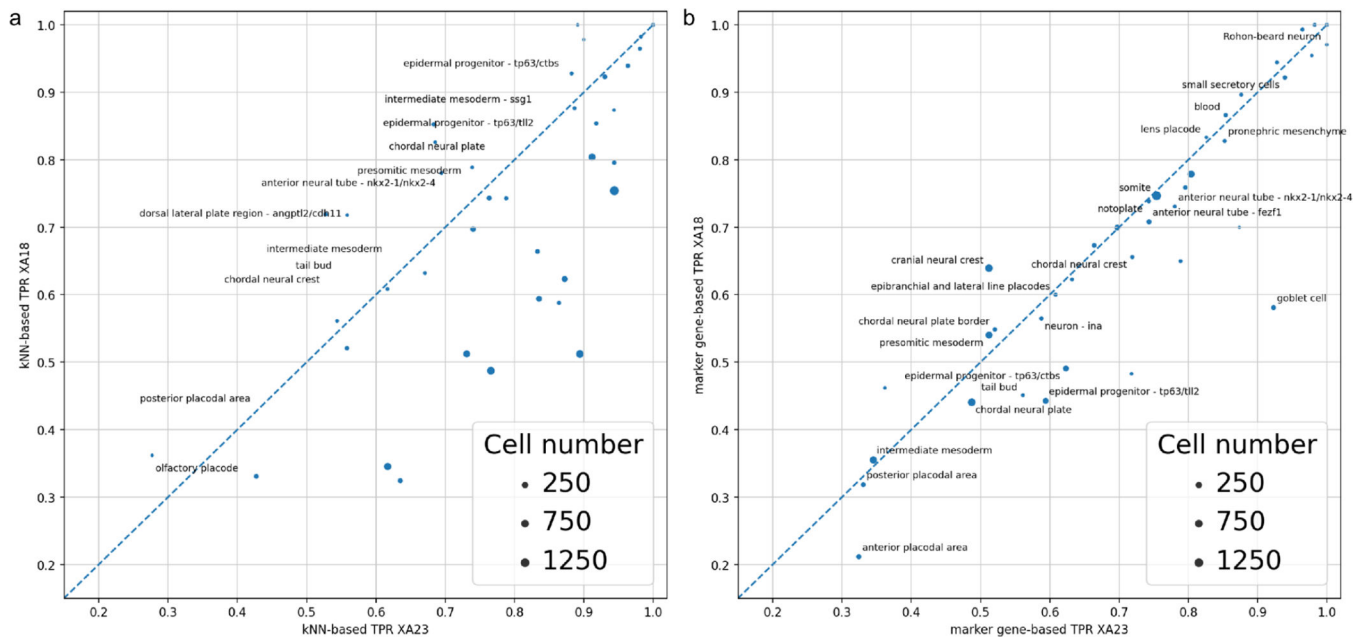 a
1.0
0.9
0.8
0.7
0.6
0.5
0.4
0.3
0.2
kNN-based TPR XA18
epidermal progenitor - tp63/ctbs
intermediate mesoderm - ssg1
epidermal progenitor - tp63/tll2
chordal neural plate
presomitic mesoderm
anterior neural tube - nkx2-1/nkx2-4
dorsal lateral plate region - angptl2/cdh11
intermediate mesoderm
tail bud
chordal neural crest
posterior placodal area
olfactory placode
Cell number
250
750
1250
0.2 0.3 0.4 0.5 0.6 0.7 0.8 0.9 1.0
kNN-based TPR XA23
b
1.0
0.9
0.8
0.7
0.6
0.5
0.4
0.3
0.2
marker gene-based TPR XA18
Rohon-beard neuron
small secretory cells
blood
lens placode
pronephric mesenchyme
somite
anterior neural tube - nkx2-1/nkx2-4
notoplate
anterior neural tube - fezf1
cranial neural crest
chordal neural crest
epibranchial and lateral line placodes
goblet cell
chordal neural plate border
neuron - ina
presomitic mesoderm
epidermal progenitor - tp63/ctbs
tail bud
epidermal progenitor - tp63/tll2
chordal neural plate
intermediate mesoderm
posterior placodal area
anterior placodal area
Cell number
250
750
1250
0.2 0.3 0.4 0.5 0.6 0.7 0.8 0.9 1.0
marker gene-based TPR XA23